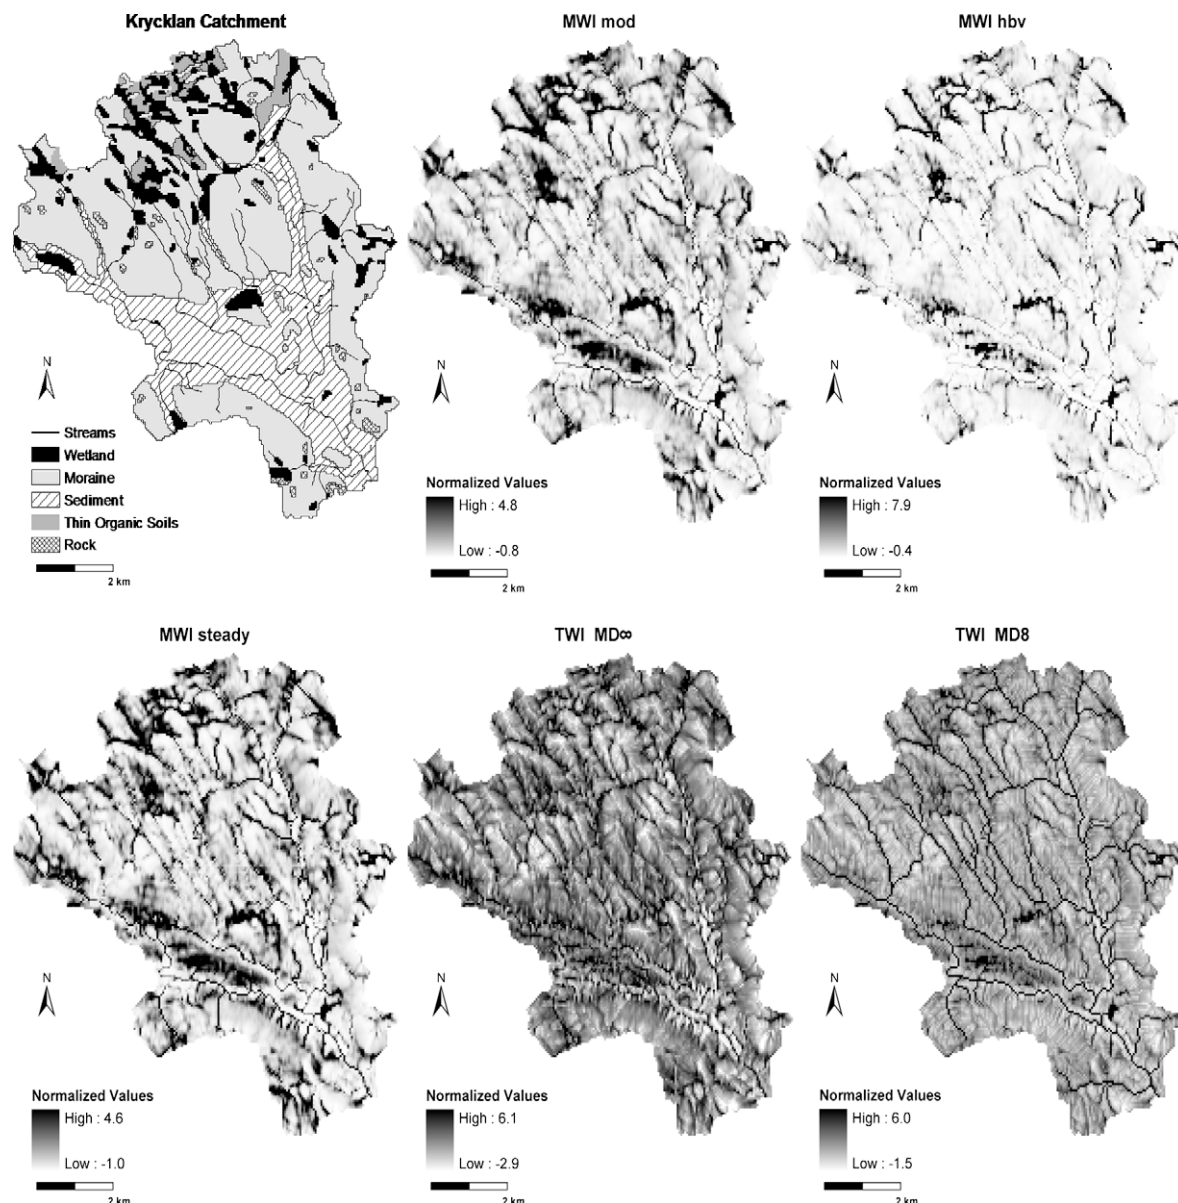 Krycklan Catchment
MWI mod
MWI hbv
N
N
N
Streams
Wetland
Moraine
Sediment
Thin Organic Soils
Rock
2 km
Normalized Values
High : 4.8
Low : -0.8
2 km
Normalized Values
High : 7.9
Low : -0.4
2 km
MWI steady
TWI MD∞
TWI MD8
N
N
N
Normalized Values
High : 4.6
Low : -1.0
2 km
Normalized Values
High : 6.1
Low : -2.9
2 km
Normalized Values
High : 6.0
Low : -1.5
2 km